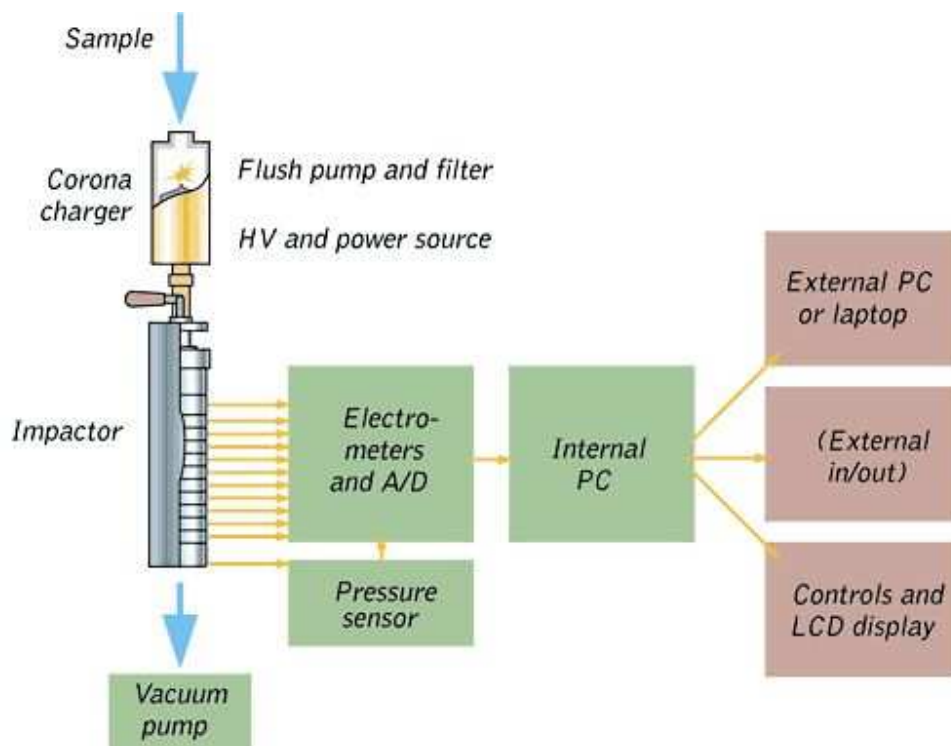 Sample
Corona
charger
Flush pump and filter
HV and power source
Impactor
Electro-
meters
and A/D
Pressure
sensor
Vacuum
pump
Internal
PC
External PC
or laptop
(External
in/out)
Controls and
LCD display